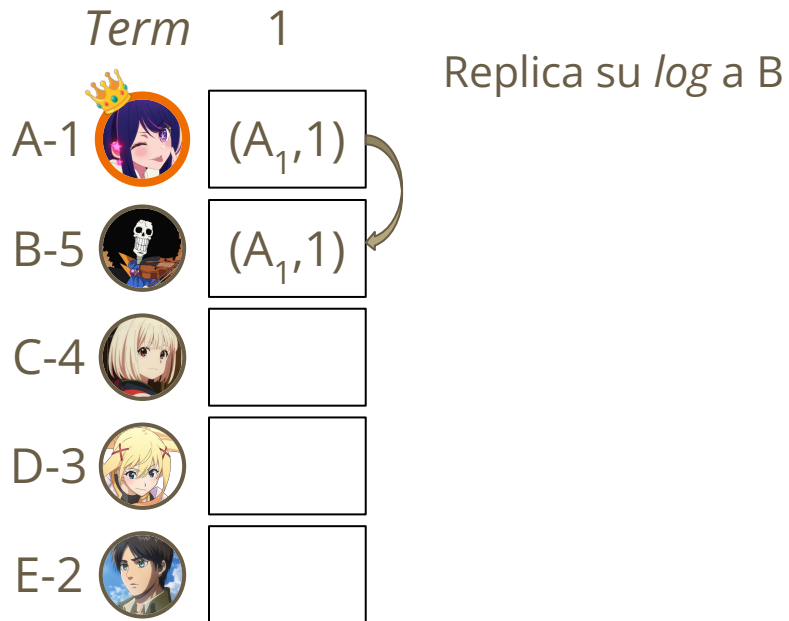 Term 1
Replica su log a B
A-1 (A₁,1)
B-5 (A₁,1)
C-4
D-3
E-2